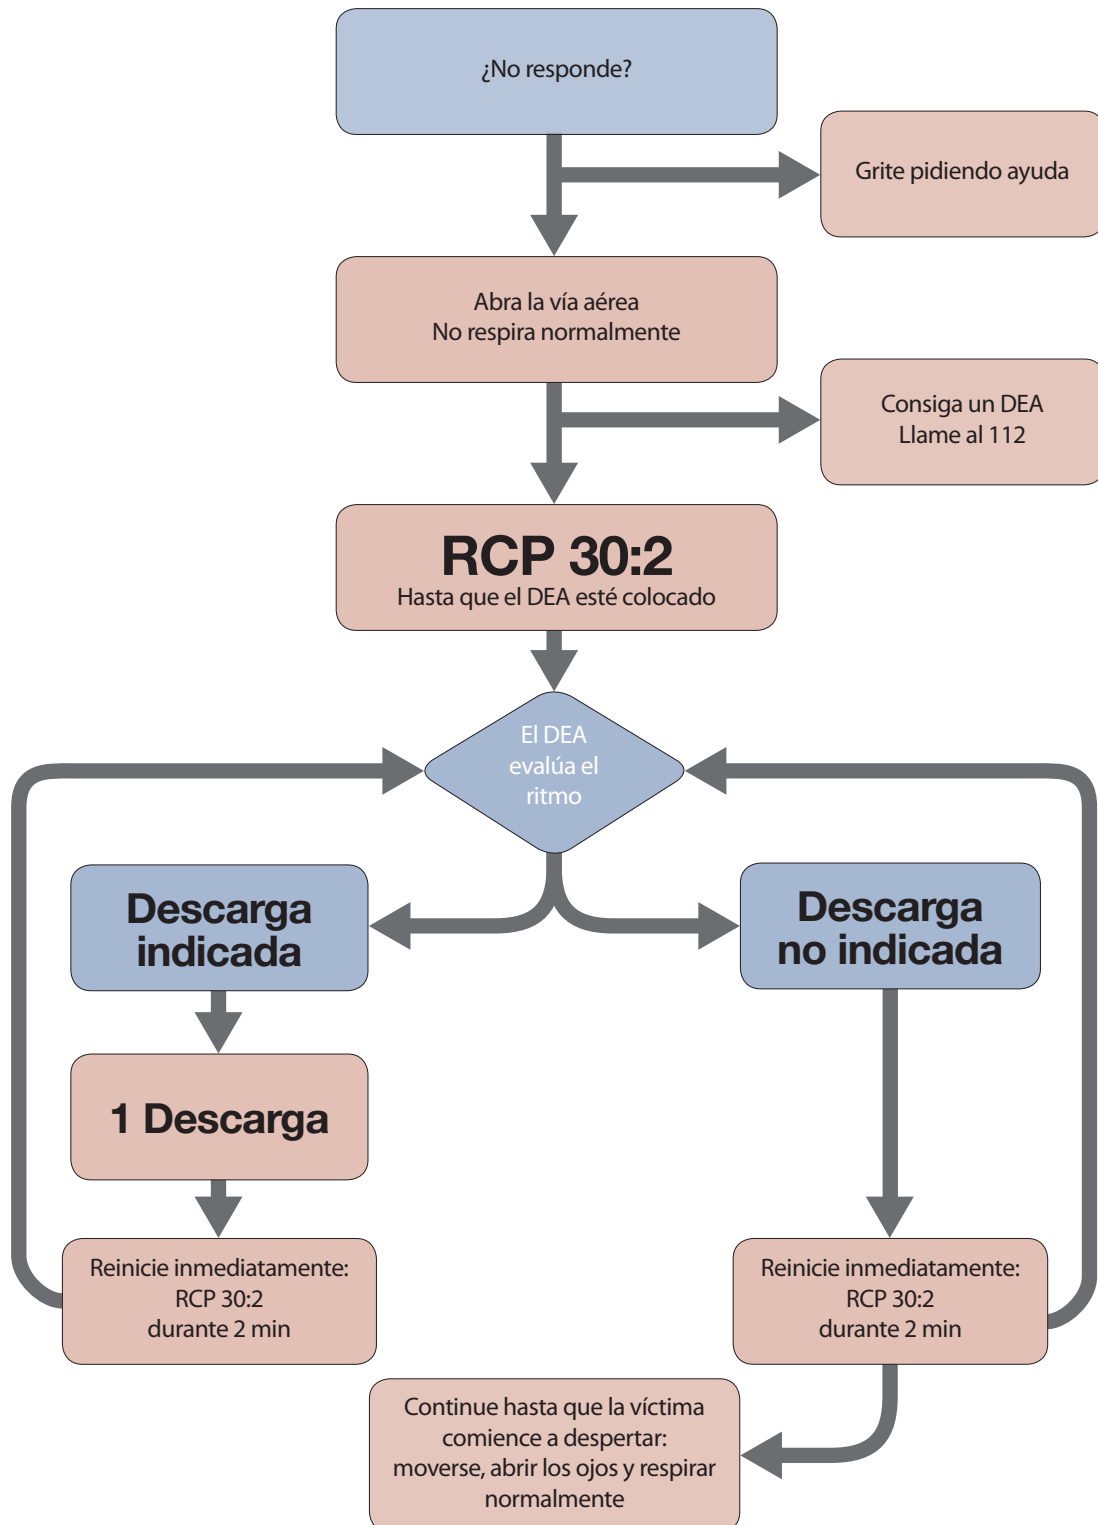 ¿No responde?
Grite pidiendo ayuda
Abra la vía aérea
No respira normalmente
Consiga un DEA
Llame al 112
RCP 30:2
Hasta que el DEA esté colocado
El DEA
evalúa el
ritmo
Descarga
indicada
Descarga
no indicada
1 Descarga
Reinicie inmediatamente:
RCP 30:2
durante 2 min
Reinicie inmediatamente:
RCP 30:2
durante 2 min
Continue hasta que la víctima
comience a despertar:
moverse, abrir los ojos y respirar
normalmente